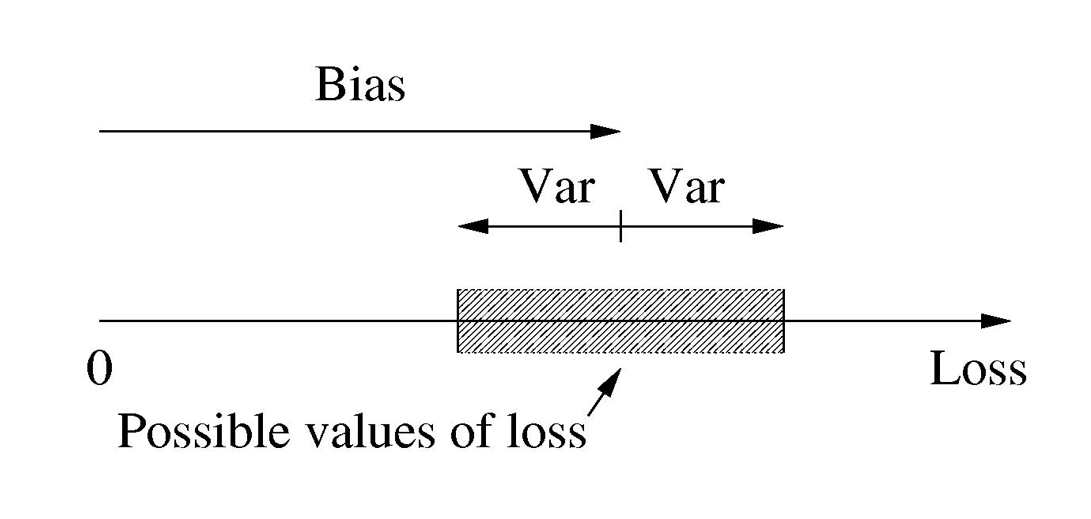 Bias
Var Var
0 Loss
Possible values of loss